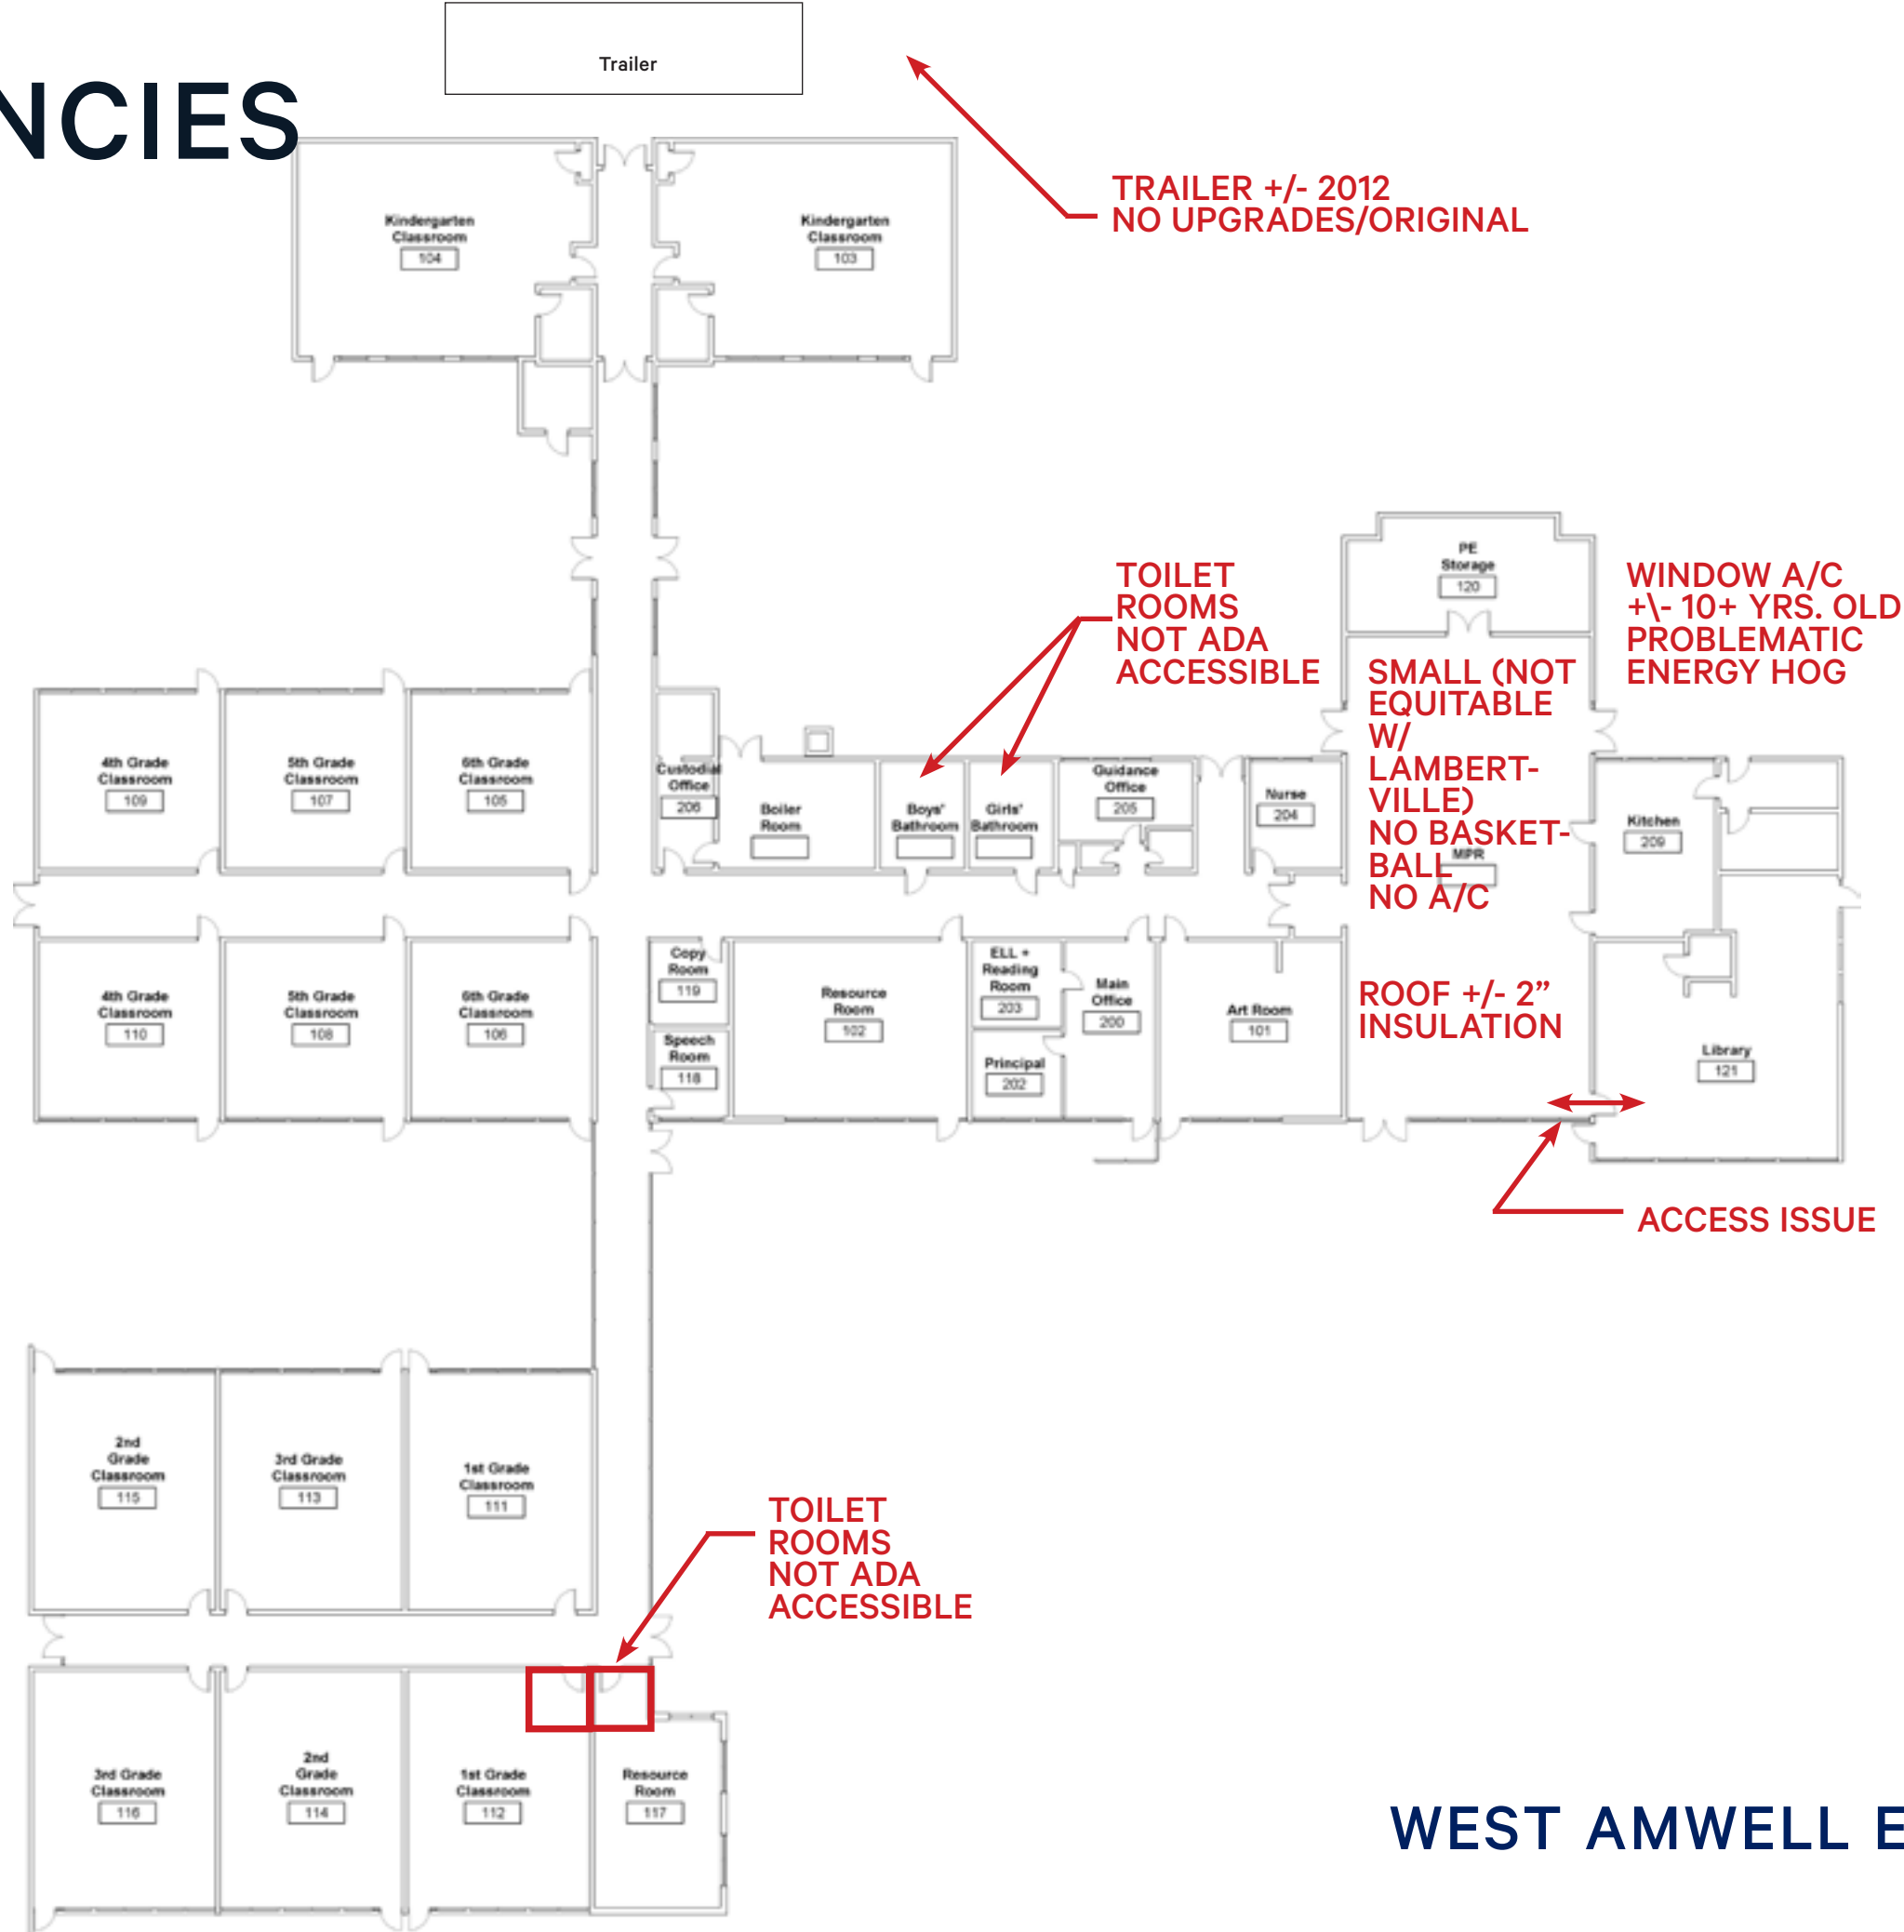 Trailer
NCIES
TRAILER +/- 2012
NO UPGRADES/ORIGINAL
Kindergarten
Classroom
104
Kindergarten
Classroom
103
TOILET
ROOMS
NOT ADA
ACCESSIBLE
PE
Storage
120
WINDOW A/C
+\- 10+ YRS. OLD
PROBLEMATIC
ENERGY HOG
SMALL (NOT
EQUITABLE
W/
LAMBERT-
VILLE)
NO BASKET-
BALL
NO A/C
MPR
4th Grade
Classroom
109
5th Grade
Classroom
107
6th Grade
Classroom
105
Custodial
Office
206
Boiler
Room
Boys'
Bathroom
Girls'
Bathroom
Guidance
Office
205
Nurse
204
Kitchen
209
4th Grade
Classroom
110
5th Grade
Classroom
108
6th Grade
Classroom
106
Copy
Room
119
Speech
Room
118
Resource
Room
102
ELL +
Reading
Room
203
Principal
202
Main
Office
200
Art Room
101
ROOF +/- 2”
INSULATION
Library
121
ACCESS ISSUE
2nd
Grade
Classroom
115
3rd Grade
Classroom
113
1st Grade
Classroom
111
TOILET
ROOMS
NOT ADA
ACCESSIBLE
3rd Grade
Classroom
116
2nd
Grade
Classroom
114
1st Grade
Classroom
112
Resource
Room
117
WEST AMWELL E